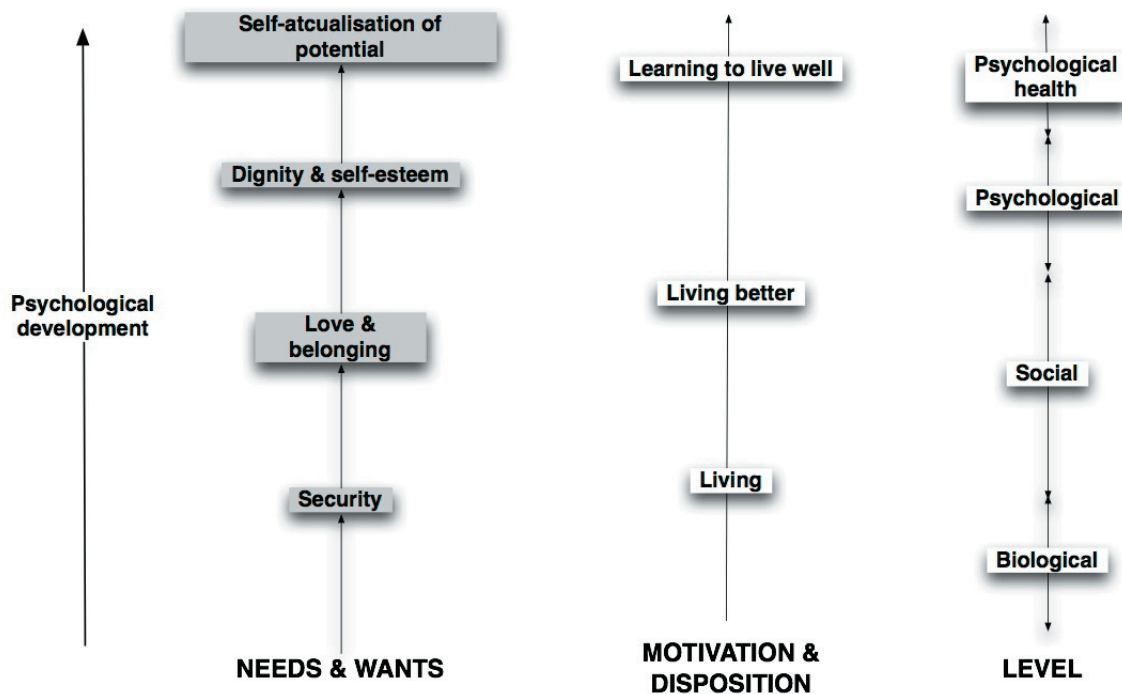 Self-atcualisation of
potential
Dignity & self-esteem
Love &
belonging
Security
NEEDS & WANTS
Psychological
development
Learning to live well
Living better
Living
MOTIVATION &
DISPOSITION
Psychological
health
Psychological
Social
Biological
LEVEL